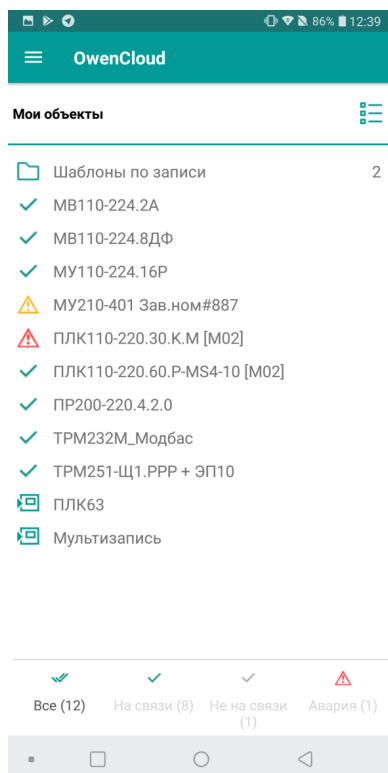 86% 12:39
OwenCloud
Мои объекты
Шаблоны по записи 2
МВ110-224.2А
МВ110-224.8ДФ
МУ110-224.16Р
МУ210-401 Зав.ном#887
ПЛК110-220.30.K.M [M02]
ПЛК110-220.60.P-MS4-10 [M02]
ПР200-220.4.2.0
ТРМ232М_Модбас
ТРМ251-Щ1.РРР + ЭП10
ПЛК63
Мультизапись
Все (12) На связи (8) Не на связи (1) Авария (1)